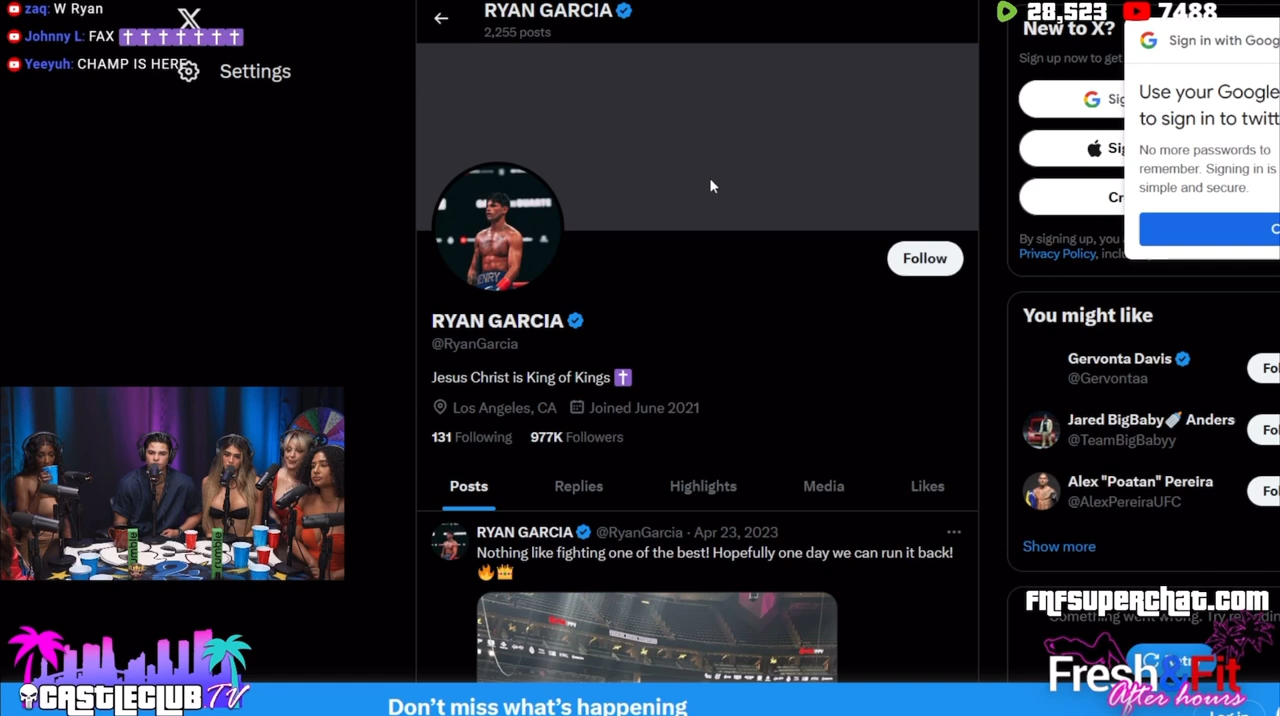 zaq: W Ryan
Johnny L: FAX
Yeeyuh: CHAMP IS HERE
Settings
RYAN GARCIA
2,255 posts
Follow
RYAN GARCIA
@RyanGarcia
Jesus Christ is King of Kings
Los Angeles, CA Joined June 2021
131 Following 977K Followers
Posts Replies Highlights Media Likes
RYAN GARCIA @RyanGarcia · Apr 23, 2023
Nothing like fighting one of the best! Hopefully one day we can run it back!
28,523 7488
New to X?
Sign up now to get
By signing up, you
Privacy Policy,
Sign in with Goog
Use your Google
to sign in to twitt
No more passwords to
remember. Signing in is
simple and secure.
You might like
Gervonta Davis
@Gervontaa
Jared BigBaby Anders
@TeamBigBabyy
Alex "Poatan" Pereira
@AlexPereiraUFC
Show more
fnfsuperchat.com
Something went wrong.
Fresh&Fit
After hours
rumble
rumble
CASTLECLUB TV
Don't miss what's happening